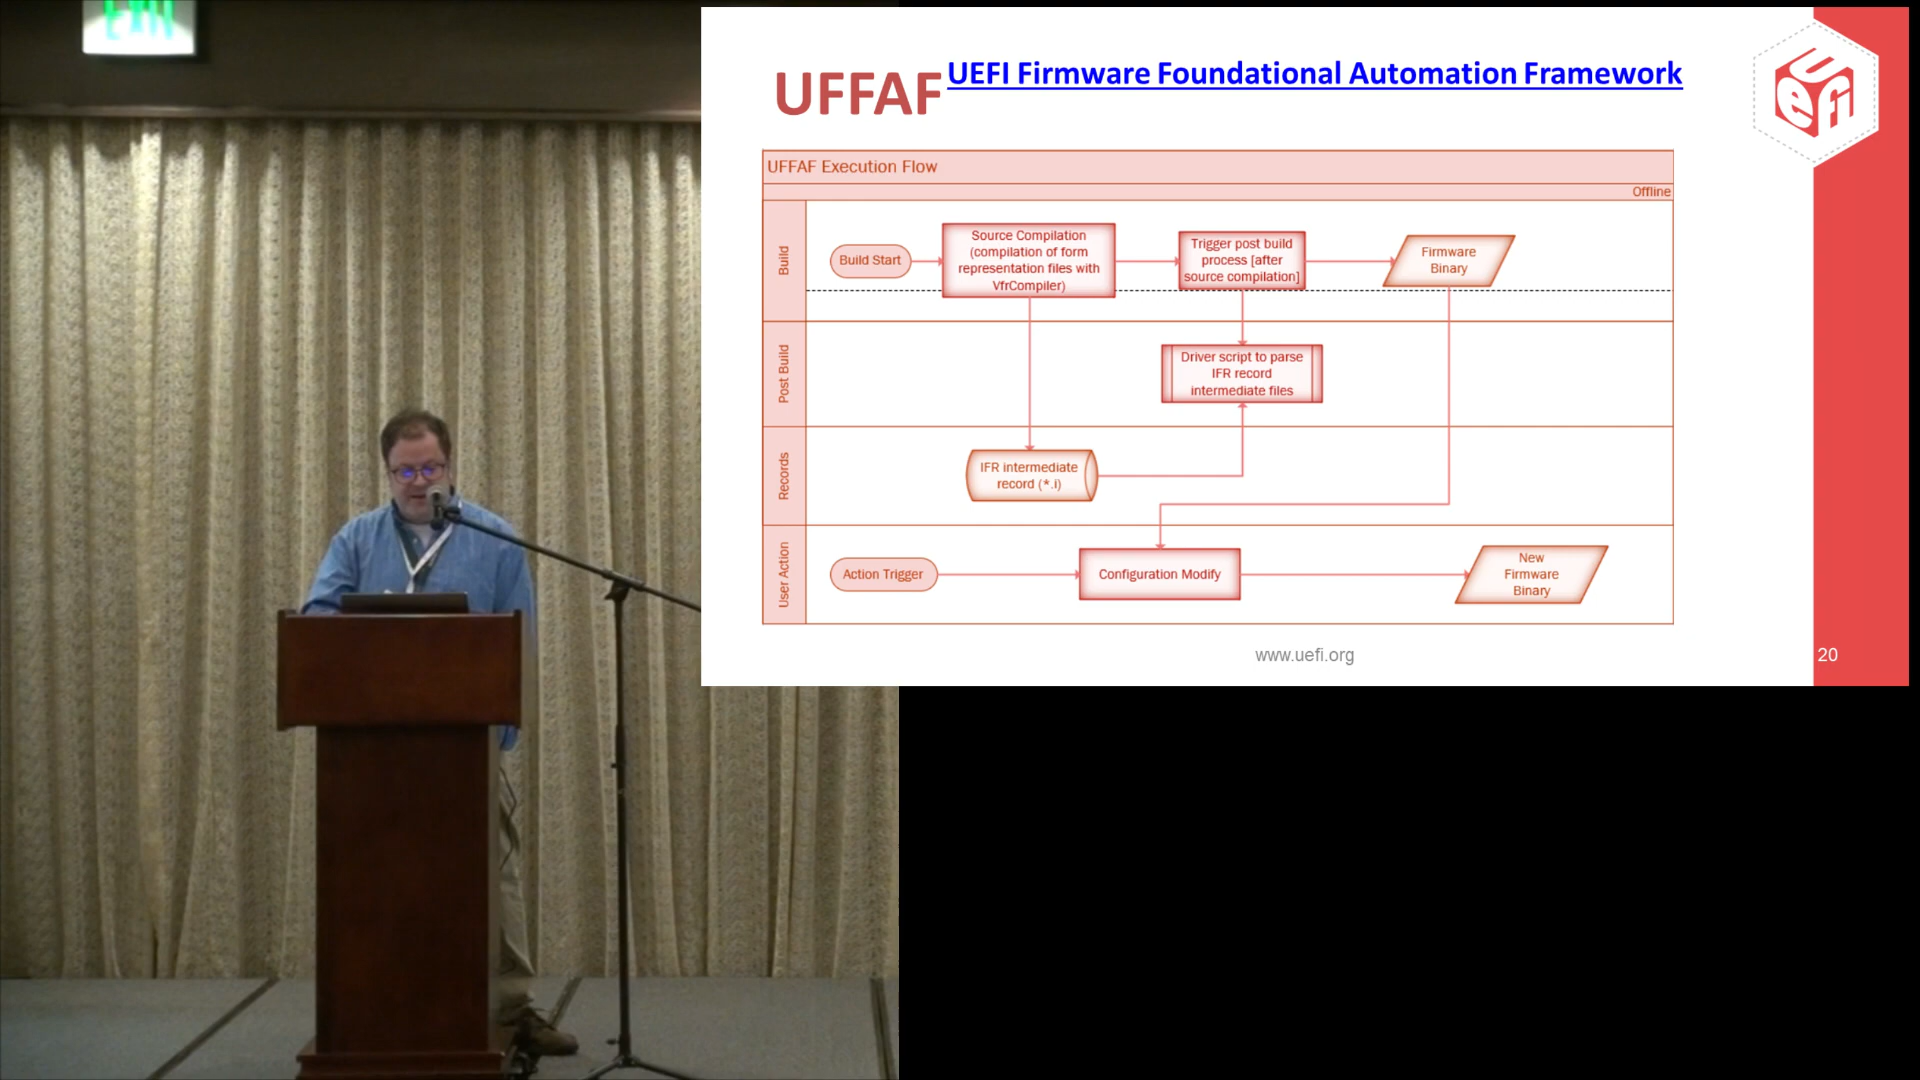 EXIT
UFFAF UEFI Firmware Foundational Automation Framework
uefi
UFFAF Execution Flow
Offline
Build
Build Start
Source Compilation
(compilation of form
representation files with
VfrCompiler)
Trigger post build
process [after
source compilation]
Firmware
Binary
Post Build
Driver script to parse
IFR record
intermediate files
Records
IFR intermediate
record (*.i)
User Action
Action Trigger
Configuration Modify
New
Firmware
Binary
www.uefi.org
20